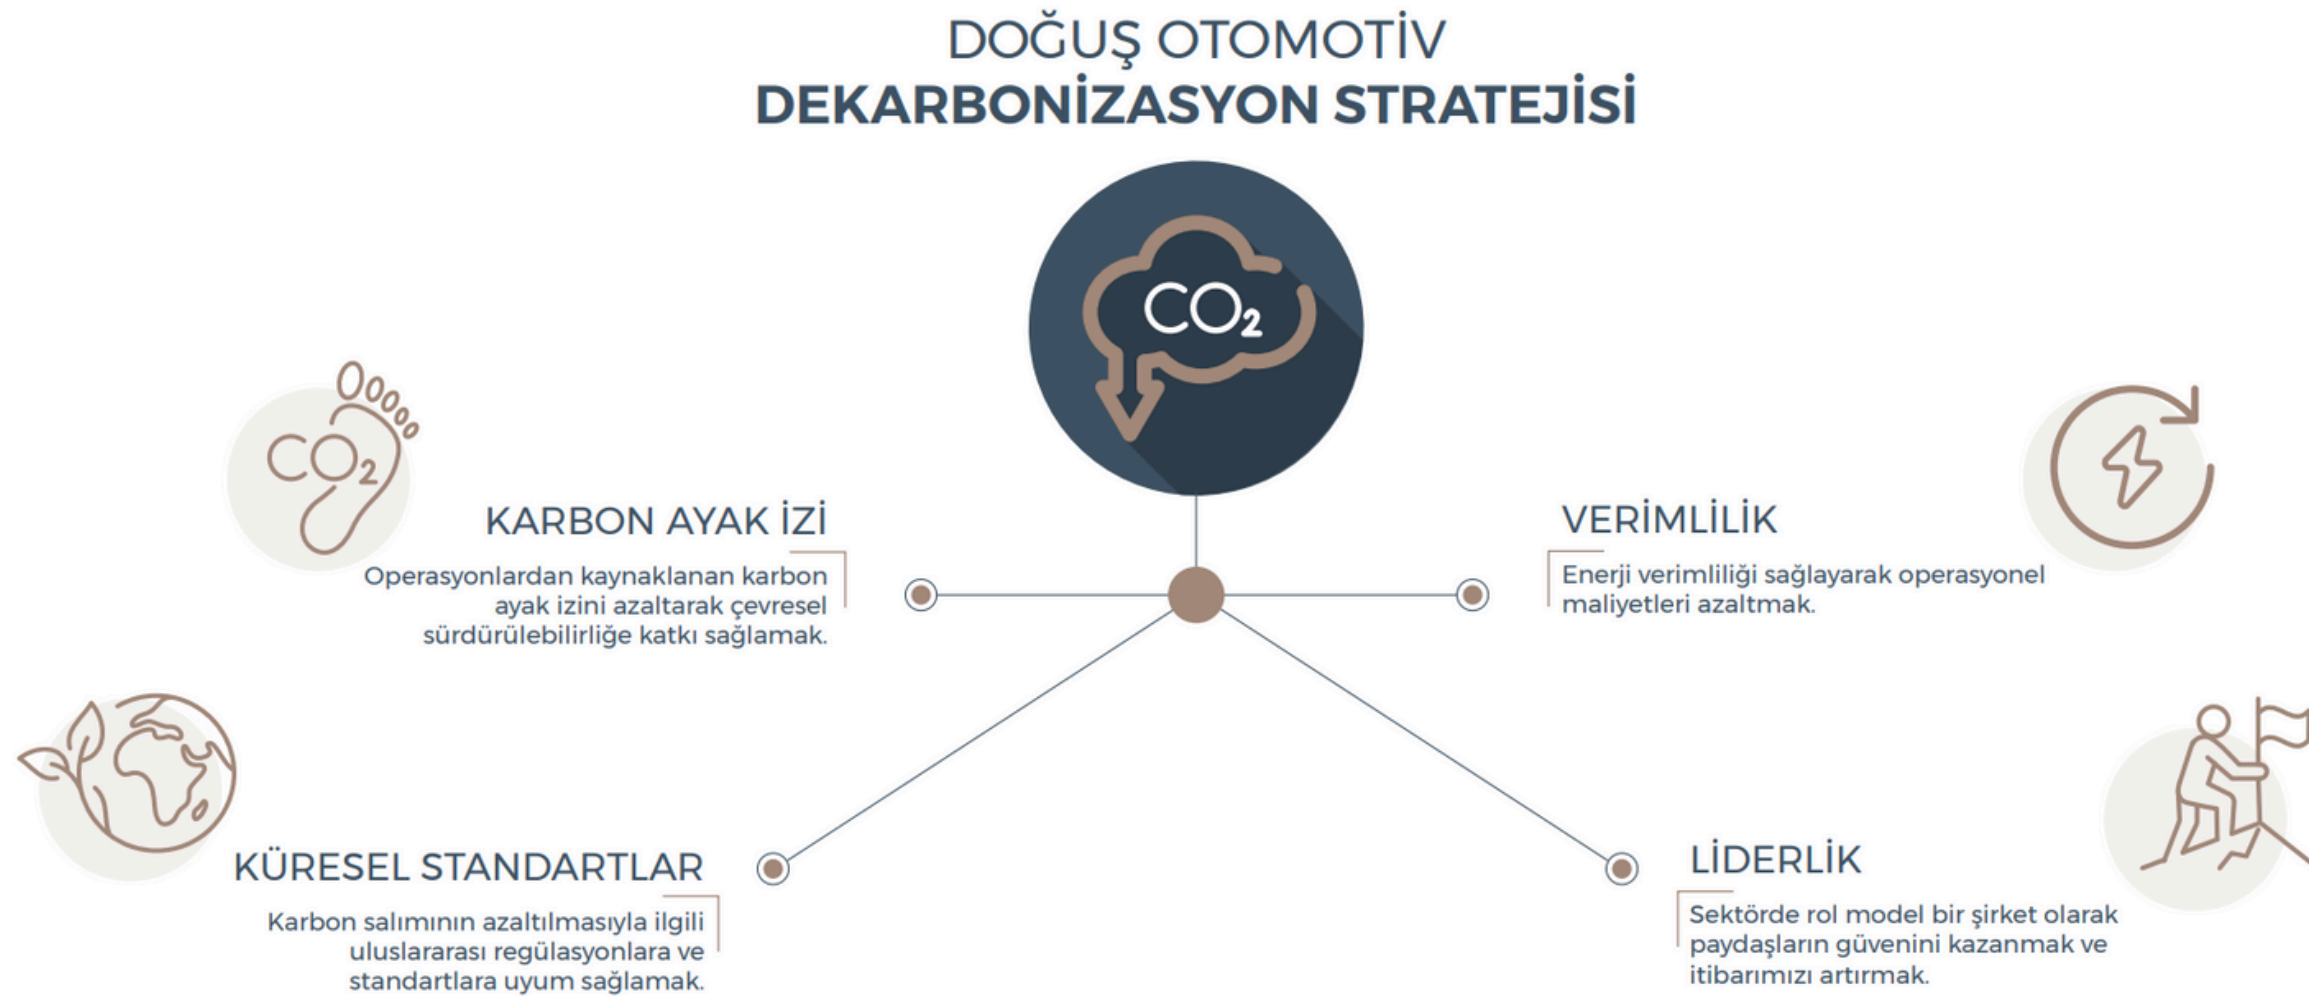 DOĞUŞ OTOMOTİV
DEKARBONİZASYON STRATEJİSİ
CO₂
CO₂
KARBON AYAK İZİ
Operasyonlardan kaynaklanan karbon
ayak izini azaltarak çevresel
sürdürülebilirliğe katkı sağlamak.
VERİMLİLİK
Enerji verimliliği sağlayarak operasyonel
maliyetleri azaltmak.
KÜRESEL STANDARTLAR
Karbon salımının azaltılmasıyla ilgili
uluslararası regülasyonlara ve
standartlara uyum sağlamak.
LİDERLİK
Sektörde rol model bir şirket olarak
paydaşların güvenini kazanmak ve
itibarımızı artırmak.